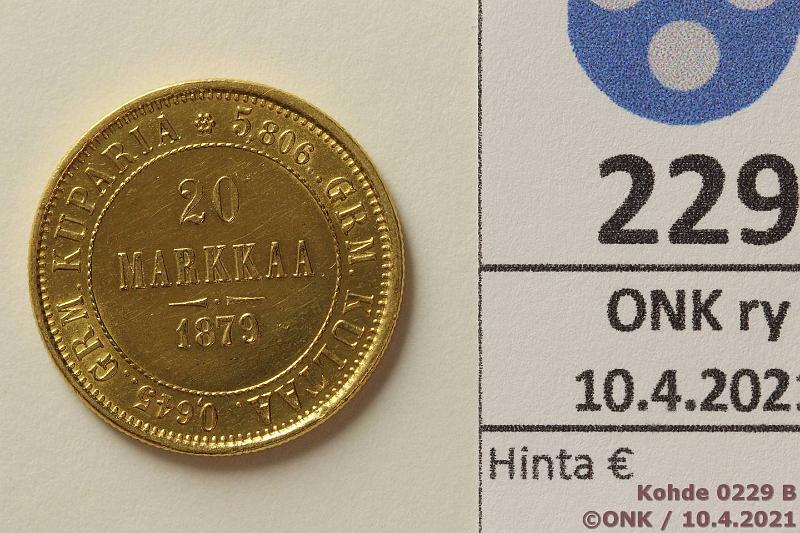 5,806. GRM. KULTAA. 0,645. GRM. KUPARIA
20
MARKKAA
1879
229
ONK ry
10.4.2021
Hinta €
Kohde 0229 B
©ONK / 10.4.2021